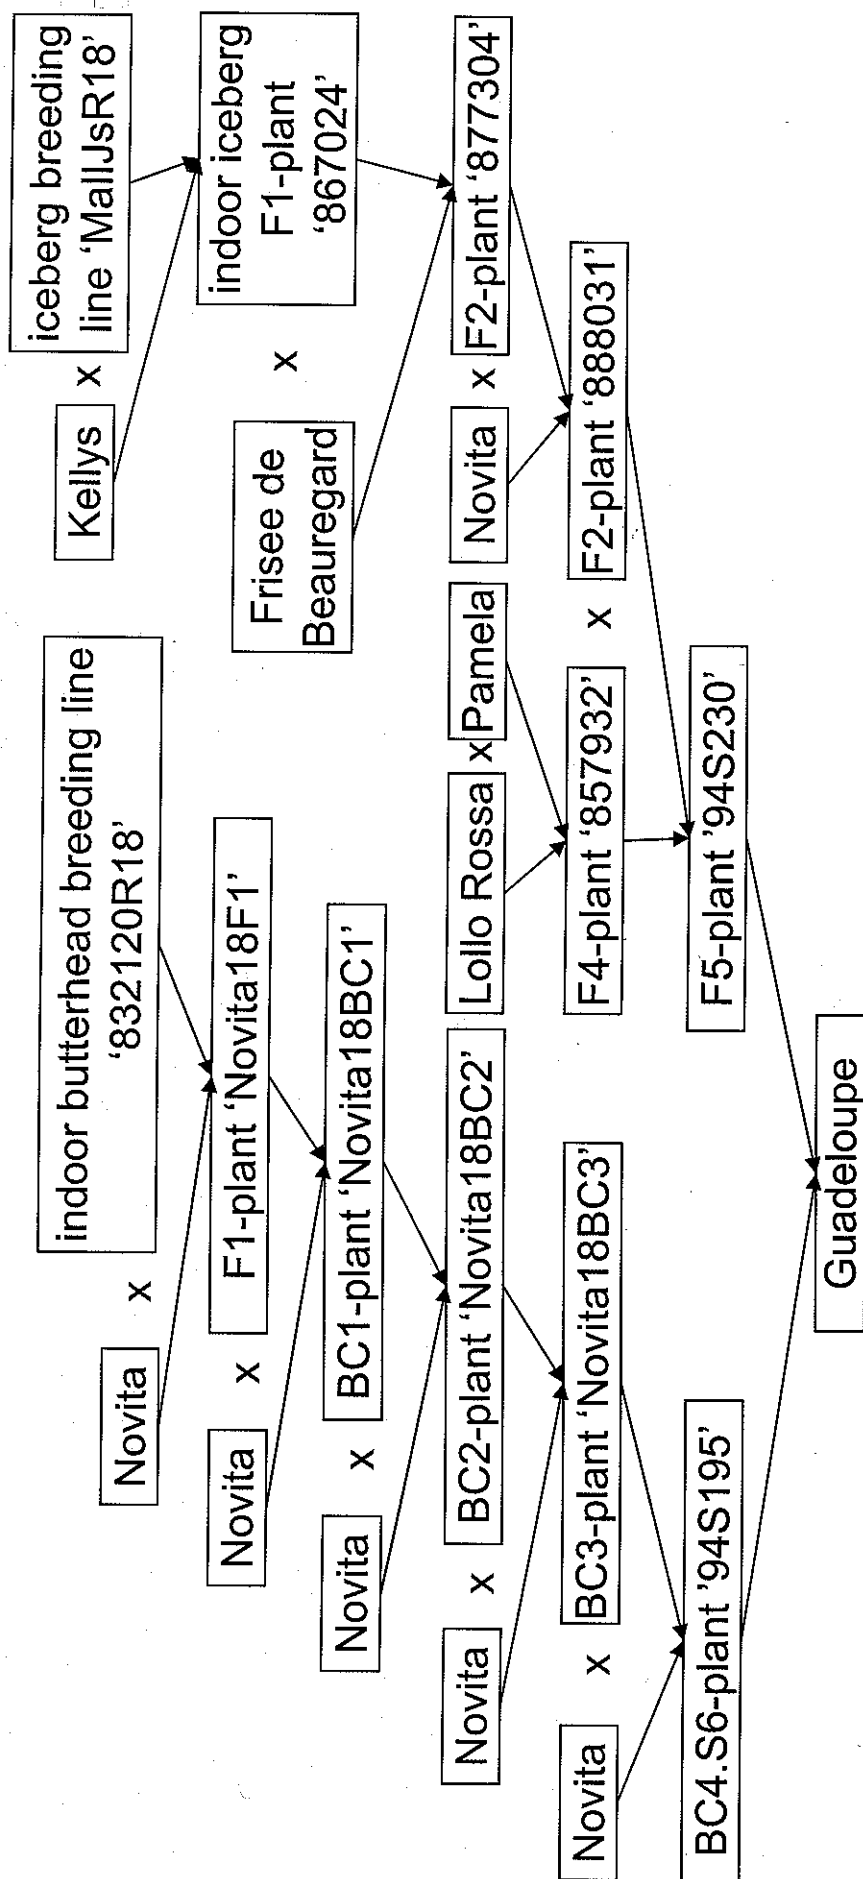 iceberg breeding
line 'MallJsR18'
Kellys
x
indoor butterhead breeding line
'832120R18'
x
Novita
indoor iceberg
F1-plant
'867024'
x
Frisee de
Beauregard
F1-plant 'Novita18F1'
x
Novita
BC1-plant 'Novita18BC1'
x
Novita
F2-plant '877304'
x
Novita
Pamela
x
Lollo Rossa
BC2-plant 'Novita18BC2'
x
Novita
F2-plant '888031'
x
F4-plant '857932'
BC3-plant 'Novita18BC3'
x
Novita
F5-plant '94S230'
BC4.S6-plant '94S195'
Guadeloupe